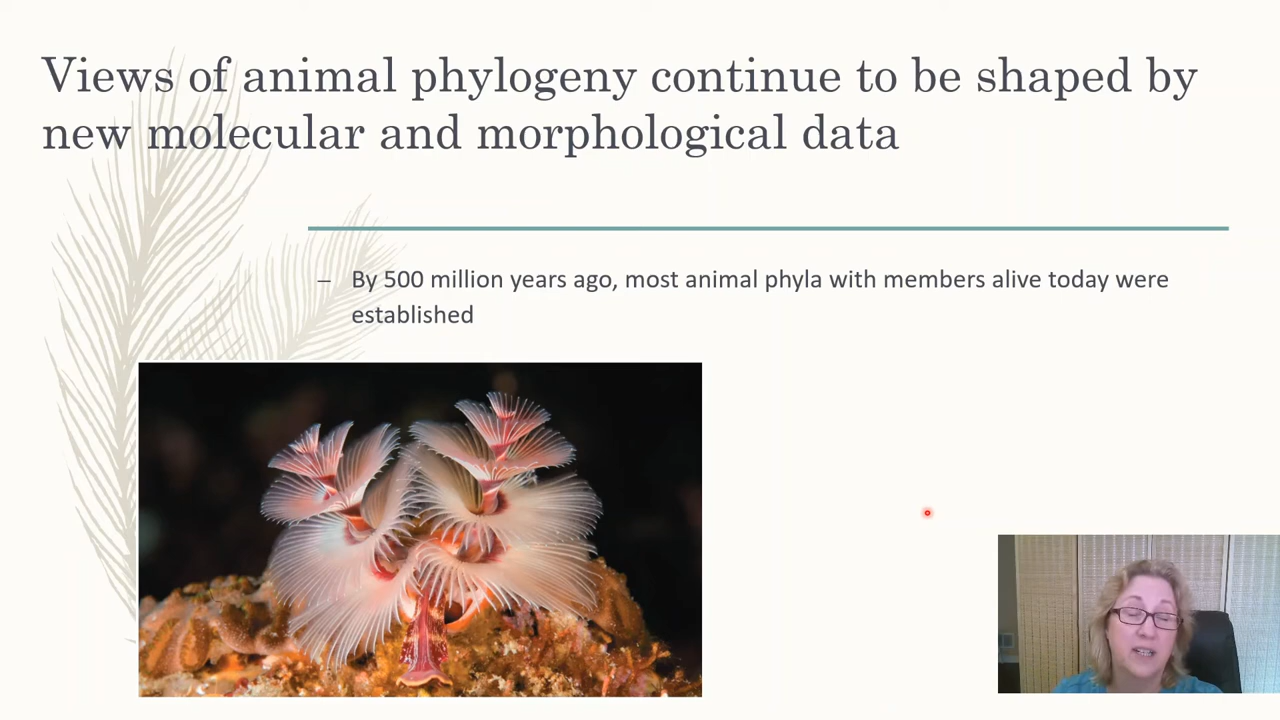 Views of animal phylogeny continue to be shaped by
new molecular and morphological data
– By 500 million years ago, most animal phyla with members alive today were
established